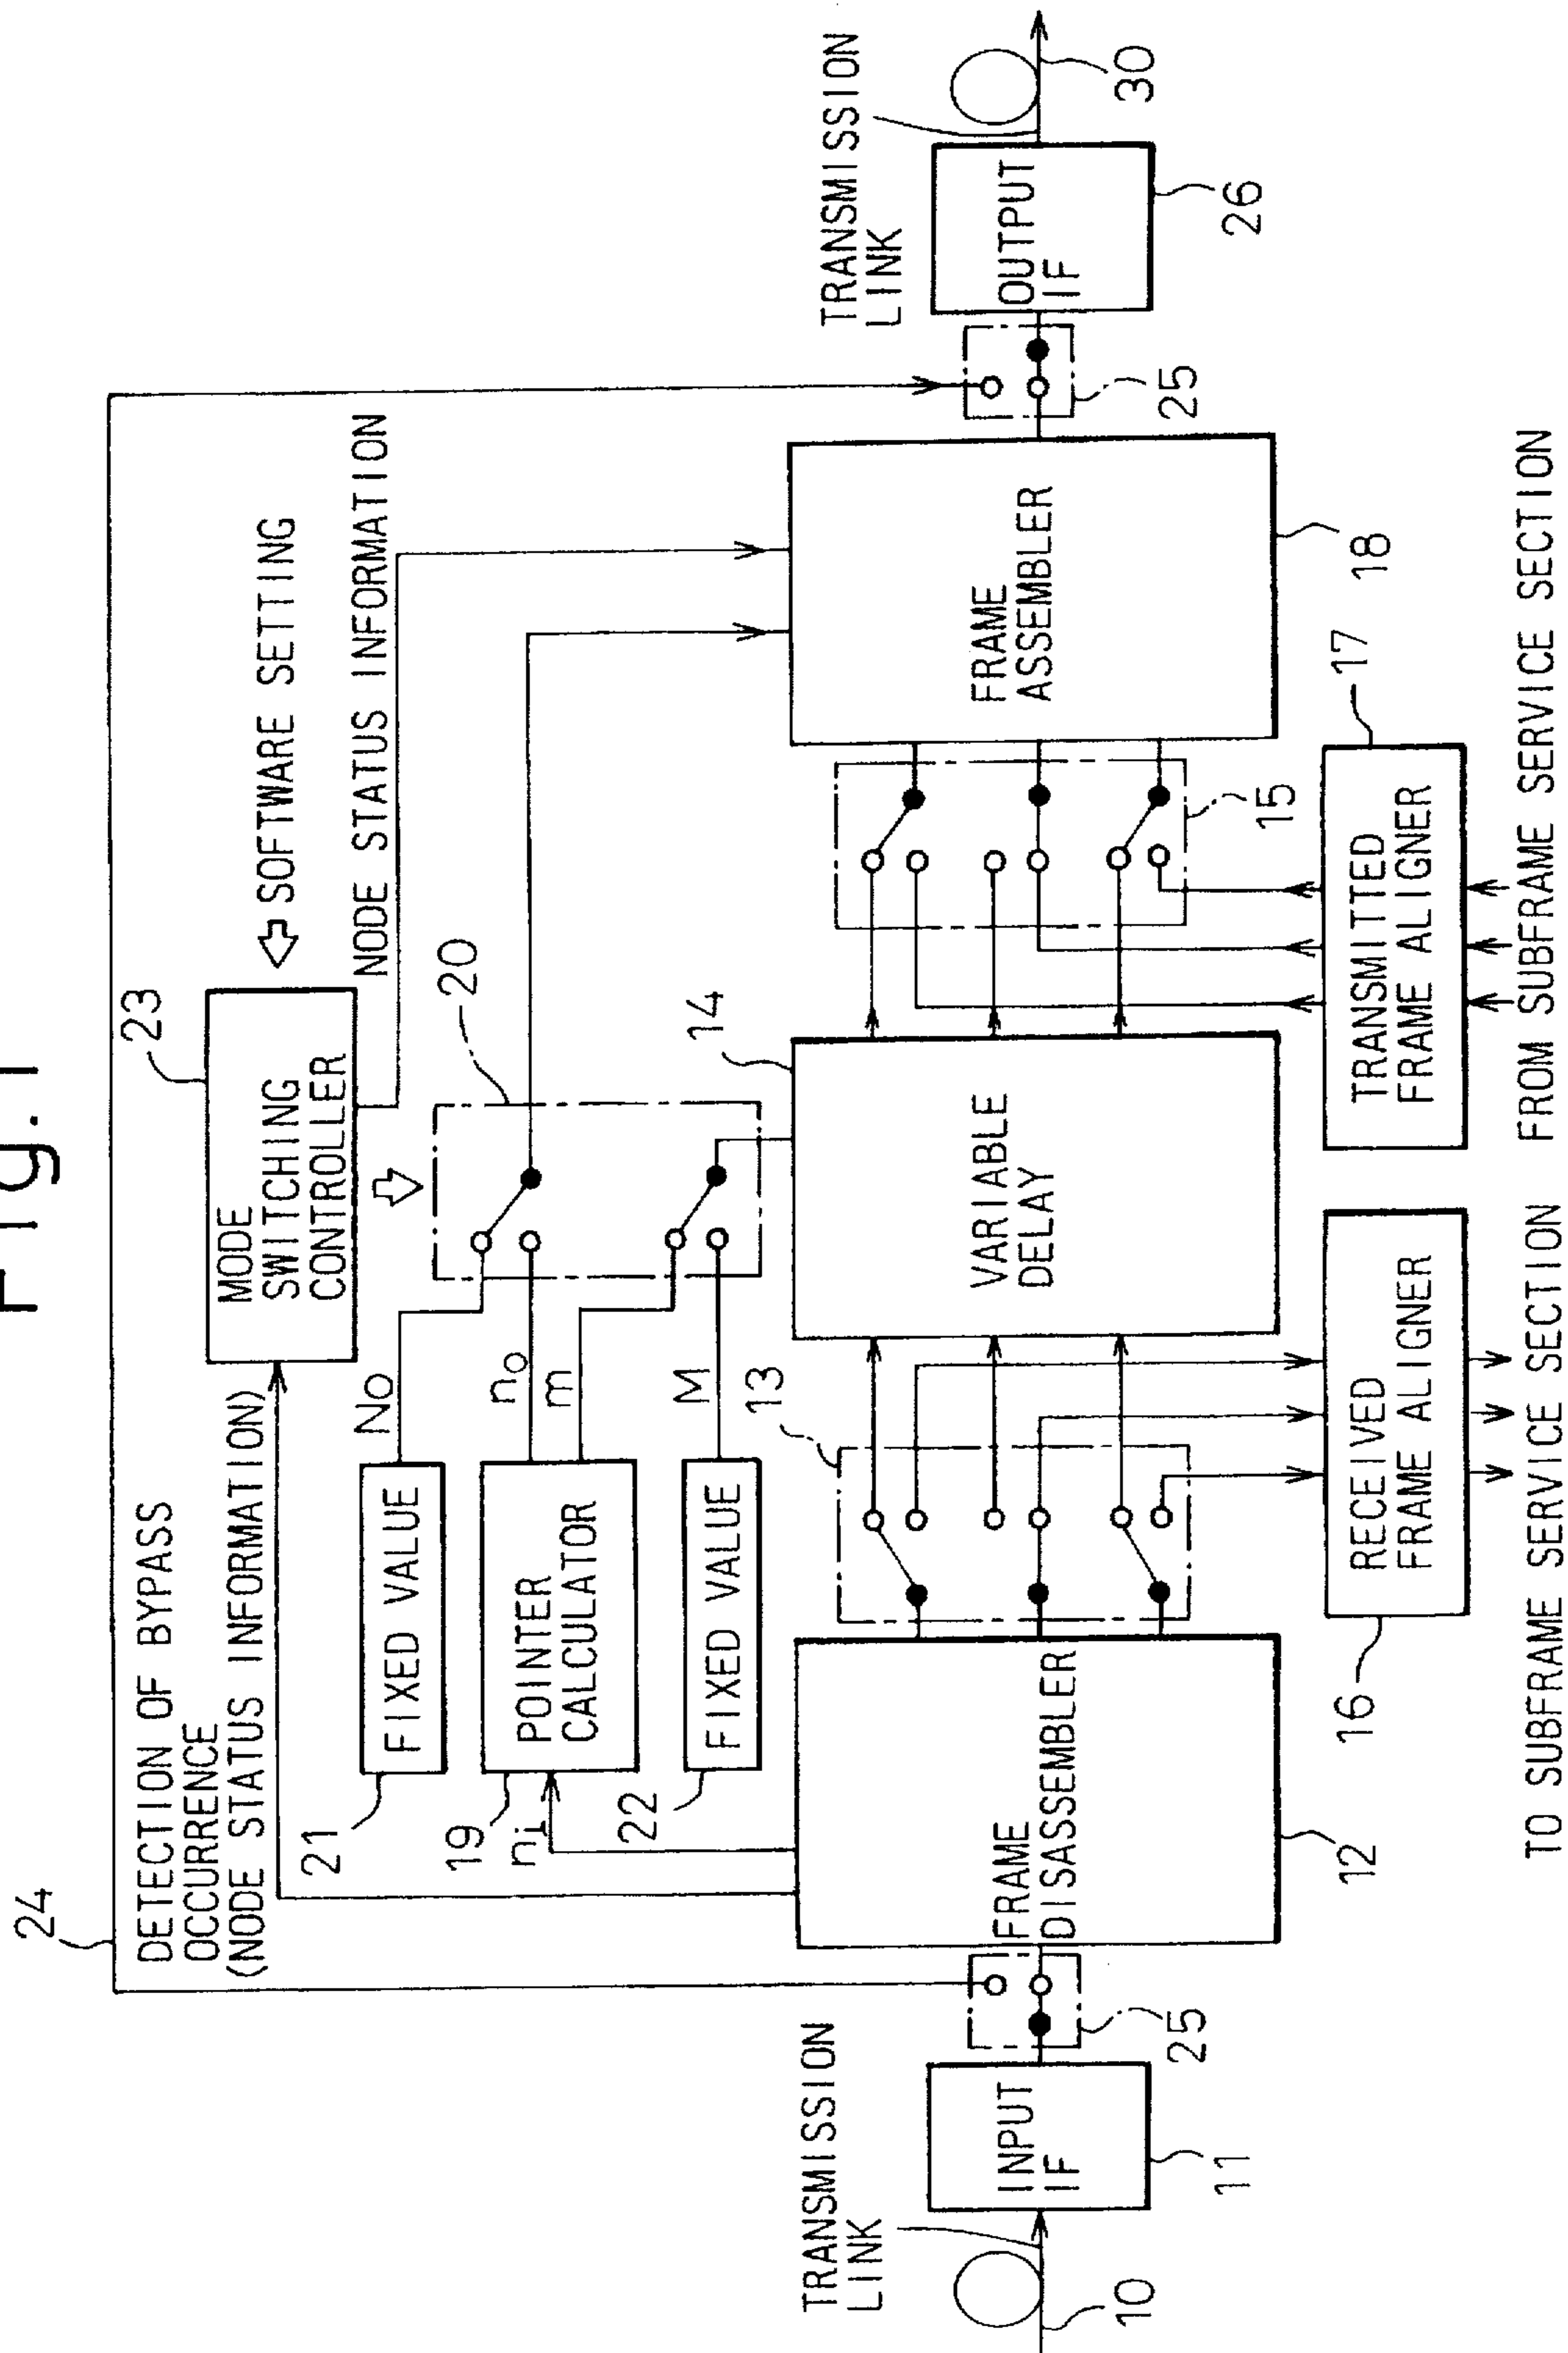 Fig.1
24
DETECTION OF BYPASS
OCCURRENCE
(NODE STATUS INFORMATION)
23
MODE
SWITCHING
CONTROLLER
SOFTWARE SETTING
NODE STATUS INFORMATION
21
FIXED VALUE
No
20
19
POINTER
CALCULATOR
ni
no
m
22
FIXED VALUE
M
TRANSMISSION
LINK
10
INPUT
IF
11
25
FRAME
DISASSEMBLER
12
13
VARIABLE
DELAY
14
15
FRAME
ASSEMBLER
18
25
OUTPUT
IF
26
TRANSMISSION
LINK
30
16
RECEIVED
FRAME ALIGNER
TRANSMITTED
FRAME ALIGNER
17
TO SUBFRAME SERVICE SECTION
FROM SUBFRAME SERVICE SECTION